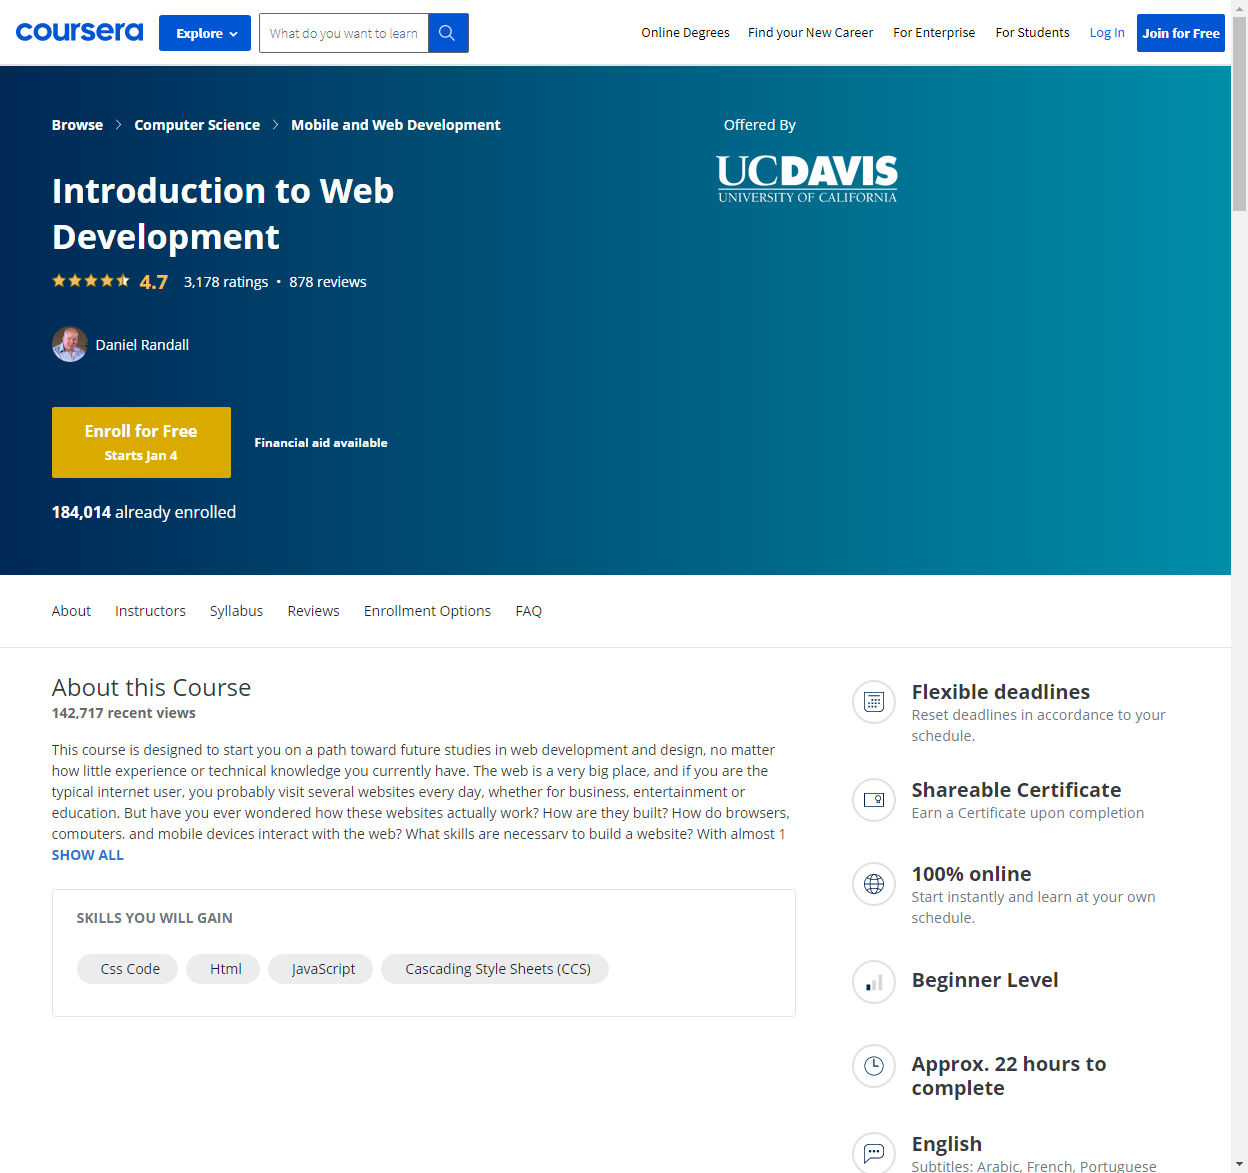 coursera
Explore
What do you want to learn
Online Degrees
Find your New Career
For Enterprise
For Students
Log In
Join for Free
Browse
Computer Science
Mobile and Web Development
Introduction to Web
Development
4.7
3,178 ratings • 878 reviews
Daniel Randall
Enroll for Free
Starts Jan 4
Financial aid available
184,014 already enrolled
Offered By
UCDAVIS
UNIVERSITY OF CALIFORNIA
About
Instructors
Syllabus
Reviews
Enrollment Options
FAQ
About this Course
142,717 recent views
This course is designed to start you on a path toward future studies in web development and design, no matter
how little experience or technical knowledge you currently have. The web is a very big place, and if you are the
typical internet user, you probably visit several websites every day, whether for business, entertainment or
education. But have you ever wondered how these websites actually work? How are they built? How do browsers,
computers, and mobile devices interact with the web? What skills are necessary to build a website? With almost 1
SHOW ALL
SKILLS YOU WILL GAIN
Css Code
Html
JavaScript
Cascading Style Sheets (CCS)
Flexible deadlines
Reset deadlines in accordance to your
schedule.
Shareable Certificate
Earn a Certificate upon completion
100% online
Start instantly and learn at your own
schedule.
Beginner Level
Approx. 22 hours to
complete
English
Subtitles: Arabic, French, Portuguese